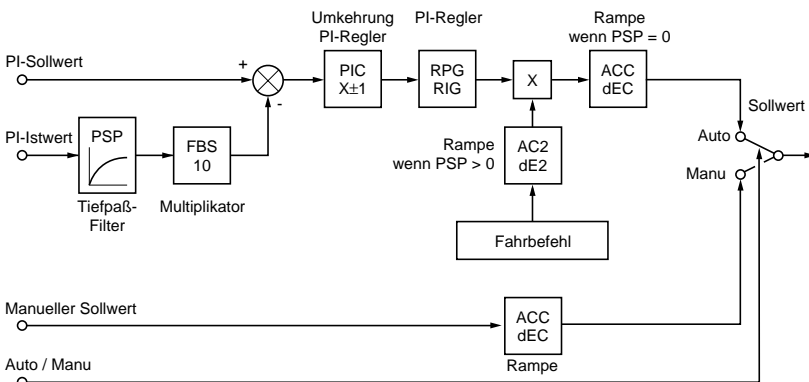 Umkehrung
PI-Regler
PI-Regler
Rampe
wenn PSP = 0
PI-Sollwert
+
-
PIC
X±1
RPG
RIG
X
ACC
dEC
Sollwert
PI-Istwert
PSP
FBS
10
Rampe
wenn PSP > 0
AC2
dE2
Auto
Manu
Tiefpaß-
Filter
Multiplikator
Fahrbefehl
Manueller Sollwert
ACC
dEC
Auto / Manu
Rampe